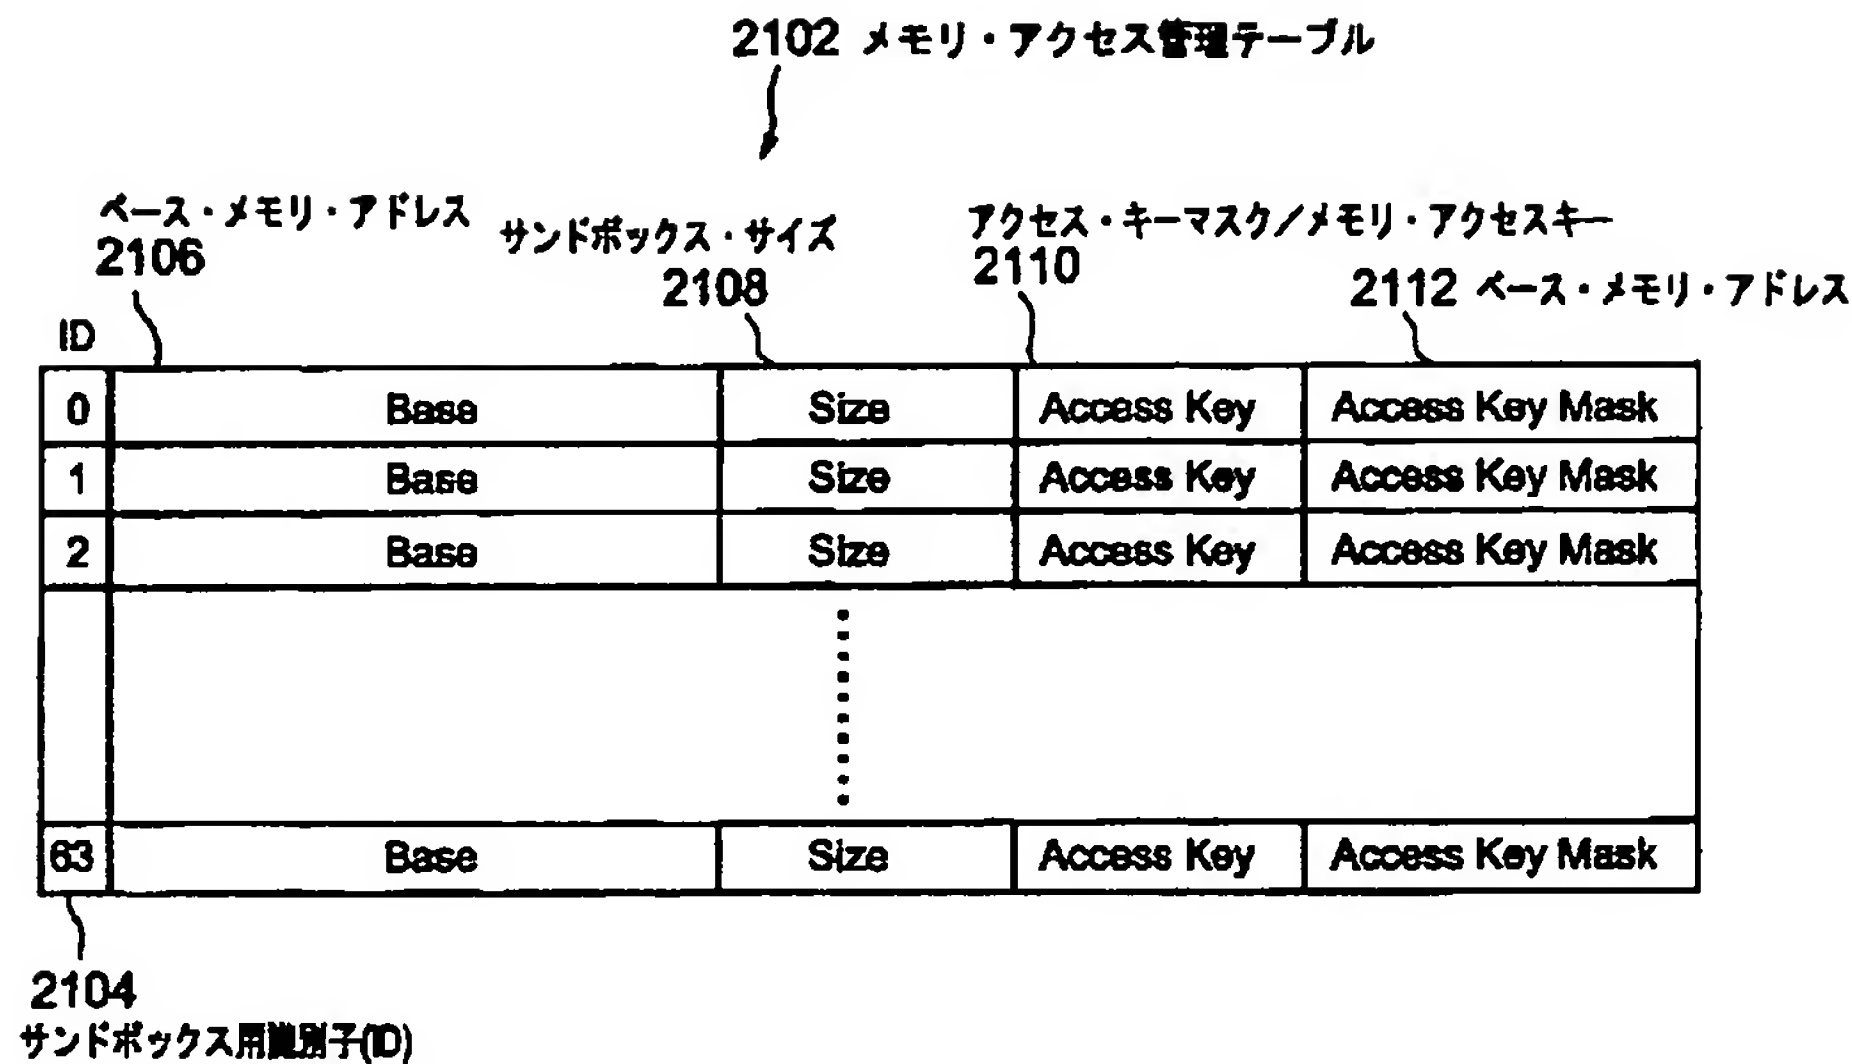 2102 メモリ・アクセス管理テーブル
ベース・メモリ・アドレス
2106
サンドボックス・サイズ
2108
アクセス・キーマスク/メモリ・アクセスキー
2110
2112 ベース・メモリ・アドレス
ID
0 Base Size Access Key Access Key Mask
1 Base Size Access Key Access Key Mask
2 Base Size Access Key Access Key Mask
63 Base Size Access Key Access Key Mask
2104
サンドボックス用識別子(ID)